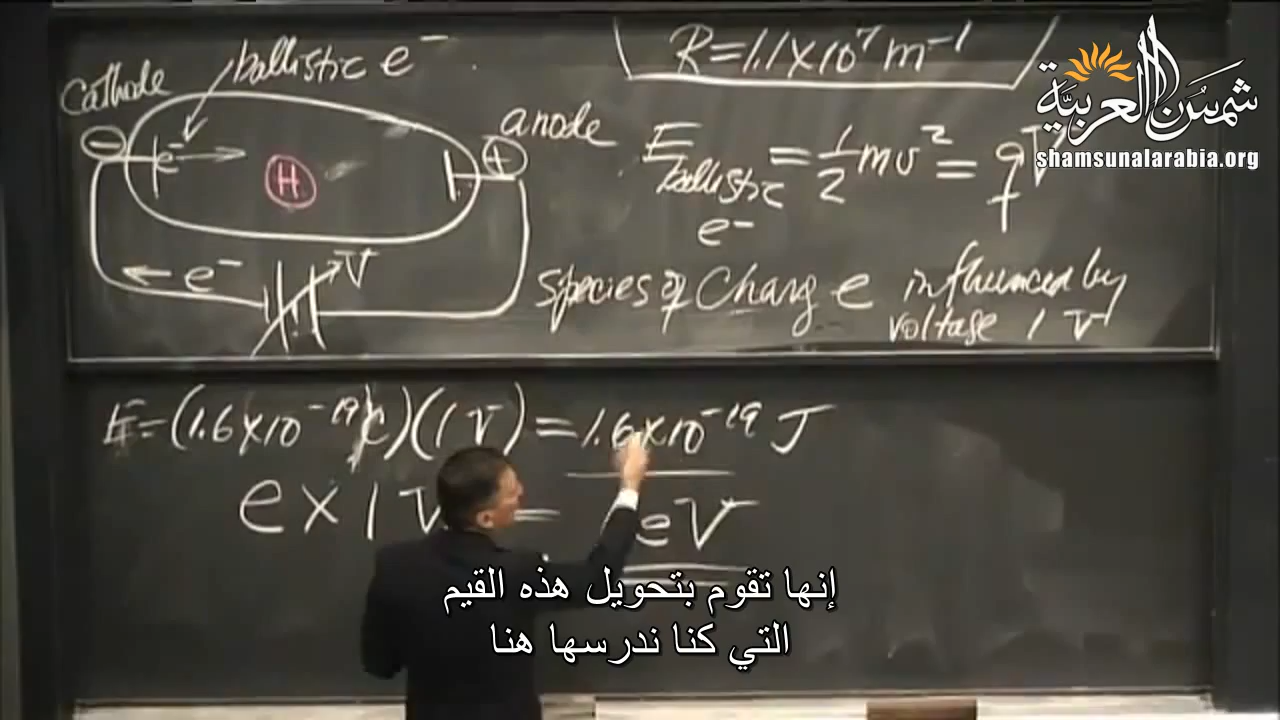 ballistic e⁻
Cathode
⊖
e⁻
H
anode
⊕
e⁻
V
R = 1.1 x 10⁷ m⁻¹
E ballistic e⁻ = 1/2 mv² = qV
Species of Charge e influenced by
voltage 1 V
E = (1.6 x 10⁻¹⁹ C)(1 V) = 1.6 x 10⁻¹⁹ J
e x 1 V = 1 eV
شمس العربية
shamsunalarabia.org
إنها تقوم بتحويل هذه القيم
التي كنا ندرسها هنا